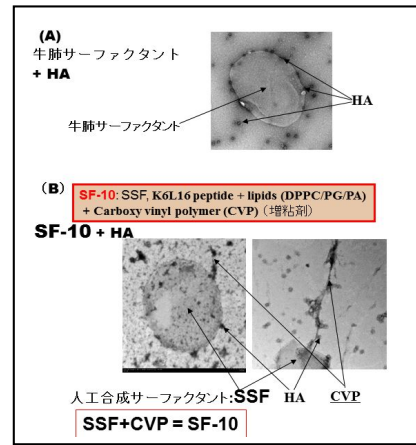 (A)
牛肺サーファクタント
+ HA
HA
牛肺サーファクタント
(B)
SF-10: SSF, K6L16 peptide + lipids (DPPC/PG/PA)
+ Carboxy vinyl polymer (CVP) (増粘剤)
SF-10 + HA
人工合成サーファクタント:SSF HA CVP
SSF+CVP = SF-10